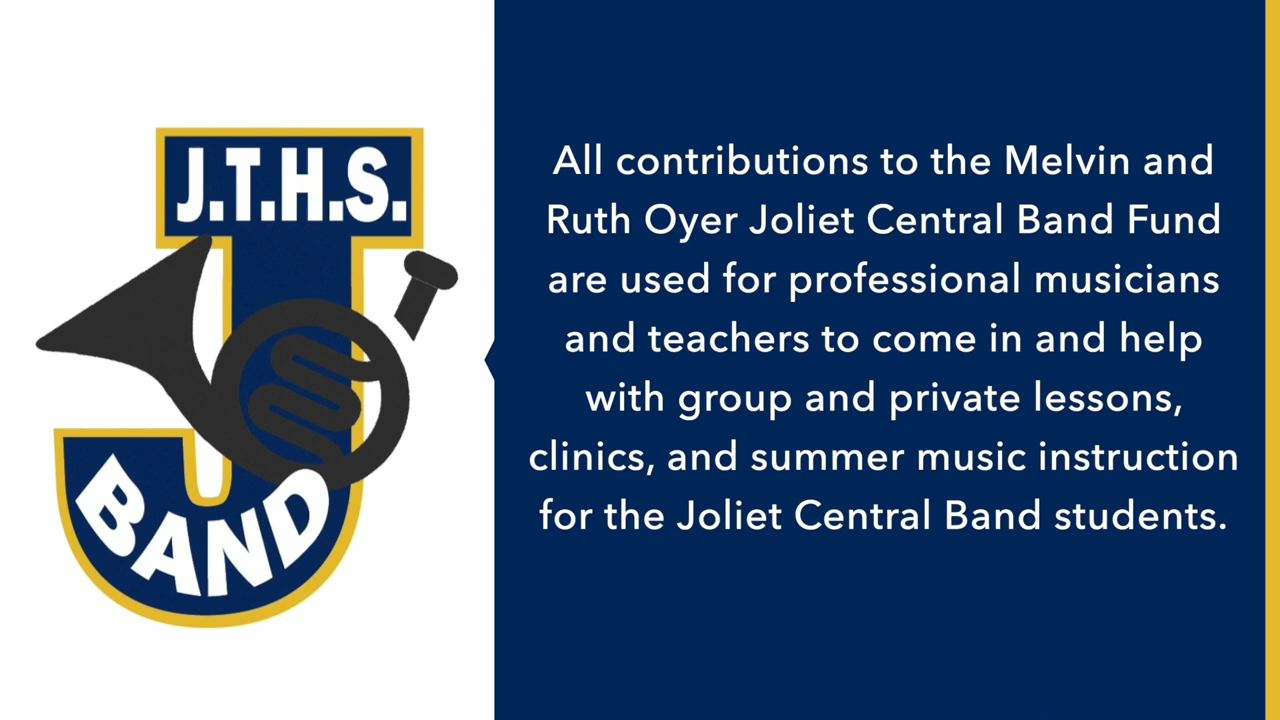 J.T.H.S.
BAND
All contributions to the Melvin and
Ruth Oyer Joliet Central Band Fund
are used for professional musicians
and teachers to come in and help
with group and private lessons,
clinics, and summer music instruction
for the Joliet Central Band students.